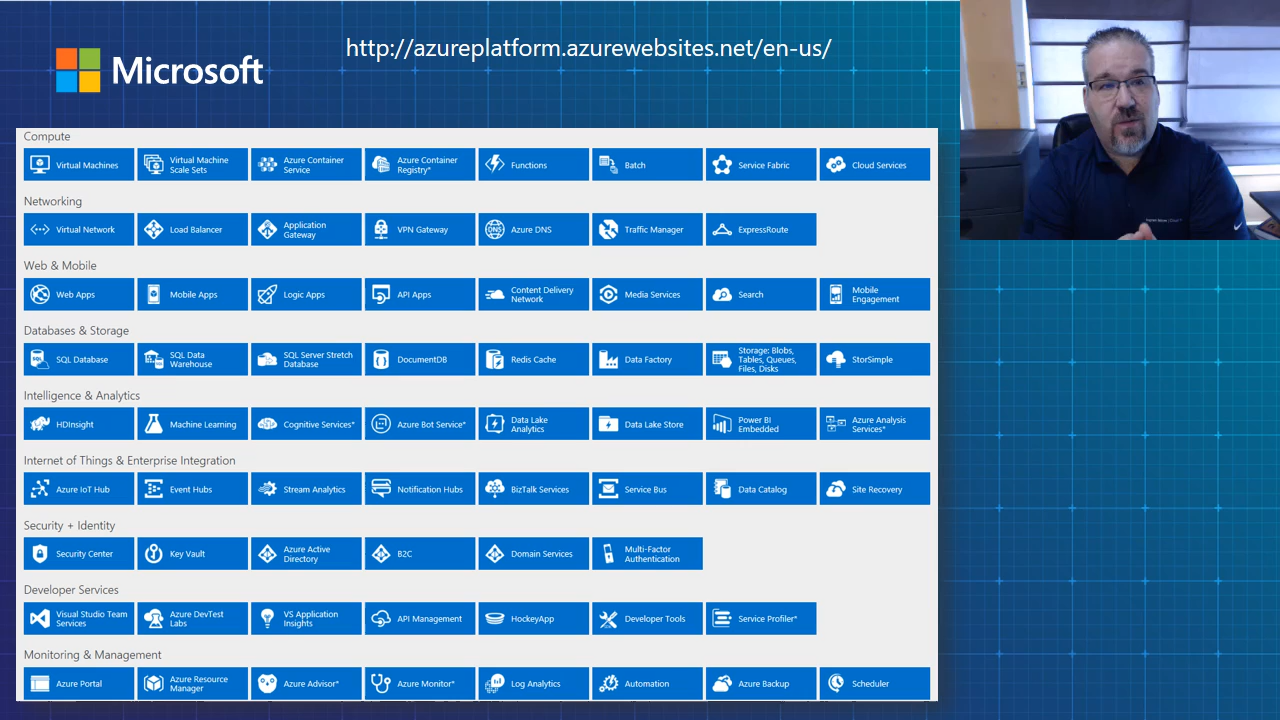 Microsoft
http://azureplatform.azurewebsites.net/en-us/
Compute
Virtual Machines
Virtual Machine
Scale Sets
Azure Container
Service
Azure Container
Registry*
Functions
Batch
Service Fabric
Cloud Services
Networking
Virtual Network
Load Balancer
Application
Gateway
VPN Gateway
DNS
Azure DNS
Traffic Manager
ExpressRoute
Web & Mobile
Web Apps
Mobile Apps
Logic Apps
API Apps
Content Delivery
Network
Media Services
Search
Mobile
Engagement
Databases & Storage
SQL
SQL Database
SQL Data
Warehouse
SQL Server Stretch
Database
DocumentDB
Redis Cache
Data Factory
Storage: Blobs,
Tables, Queues,
Files, Disks
StorSimple
Intelligence & Analytics
HDInsight
Machine Learning
Cognitive Services*
Azure Bot Service*
Data Lake
Analytics
Data Lake Store
Power BI
Embedded
Azure Analysis
Services*
Internet of Things & Enterprise Integration
Azure IoT Hub
Event Hubs
Stream Analytics
Notification Hubs
BizTalk Services
Service Bus
Data Catalog
Site Recovery
Security + Identity
Security Center
Key Vault
Azure Active
Directory
B2C
Domain Services
Multi-Factor
Authentication
Developer Services
Visual Studio Team
Services
Azure DevTest
Labs
VS Application
Insights
API Management
HockeyApp
Developer Tools
Service Profiler*
Monitoring & Management
Azure Portal
Azure Resource
Manager
Azure Advisor*
Azure Monitor*
Log Analytics
Automation
Azure Backup
Scheduler